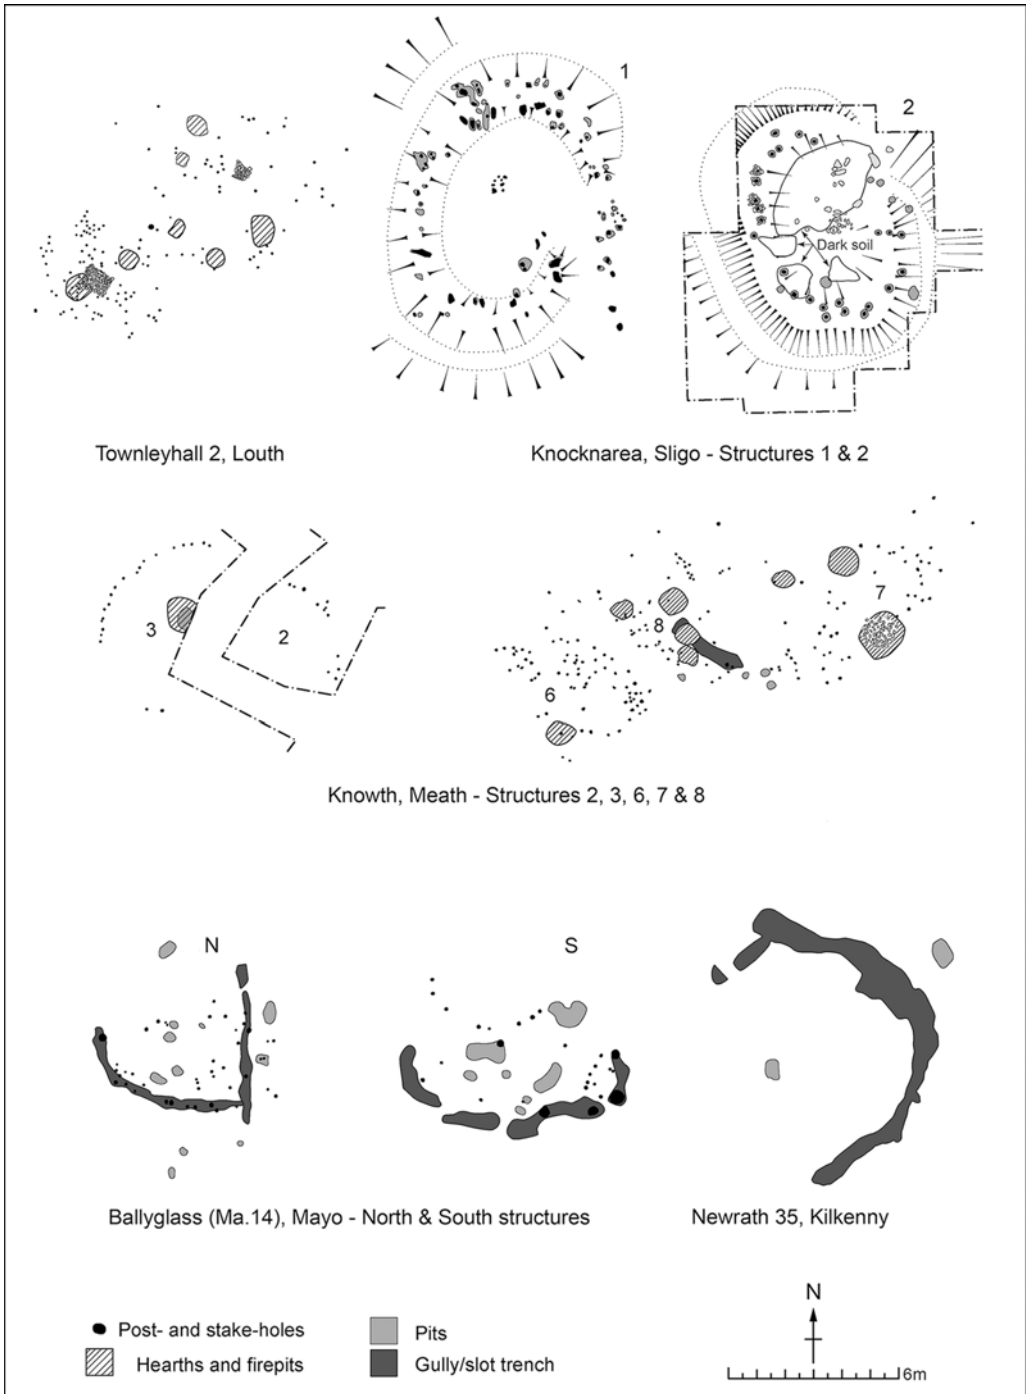 1
2
Dark soil
Townleyhall 2, Louth
Knocknarea, Sligo - Structures 1 & 2
3
2
6
8
7
Knowth, Meath - Structures 2, 3, 6, 7 & 8
N
S
Ballyglass (Ma.14), Mayo - North & South structures
Newrath 35, Kilkenny
Post- and stake-holes
Pits
Hearths and firepits
Gully/slot trench
N
6m